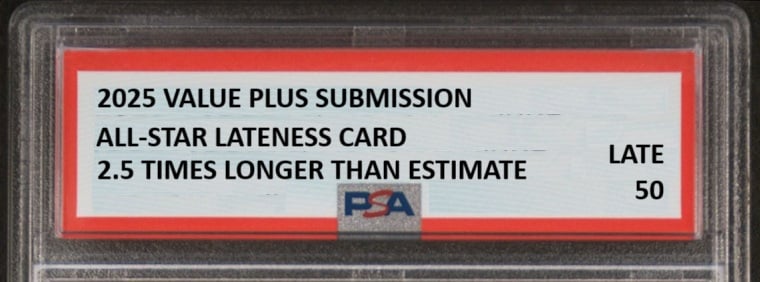 2025 VALUE PLUS SUBMISSION
ALL-STAR LATENESS CARD
2.5 TIMES LONGER THAN ESTIMATE
LATE
50
PSA